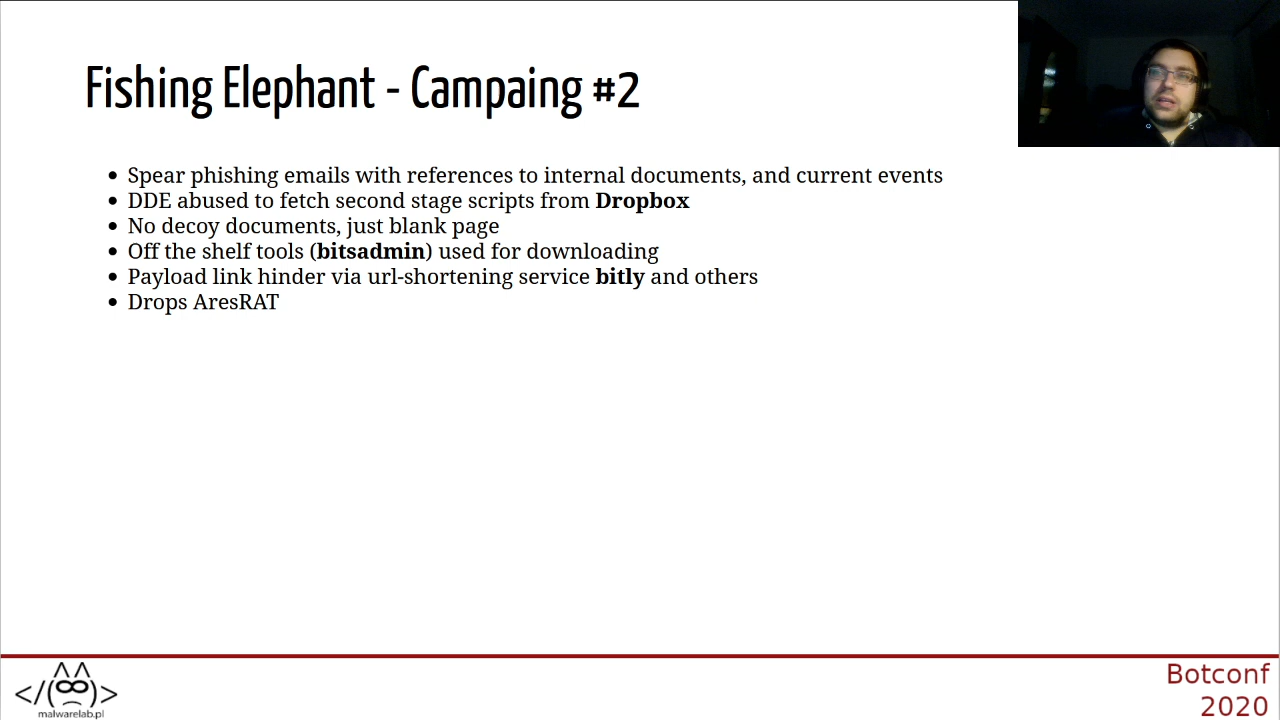 Fishing Elephant - Campaing #2
Spear phishing emails with references to internal documents, and current events
DDE abused to fetch second stage scripts from Dropbox
No decoy documents, just blank page
Off the shelf tools (bitsadmin) used for downloading
Payload link hinder via url-shortening service bitly and others
Drops AresRAT
</(∞)>
malwarelab.pl
Botconf
2020